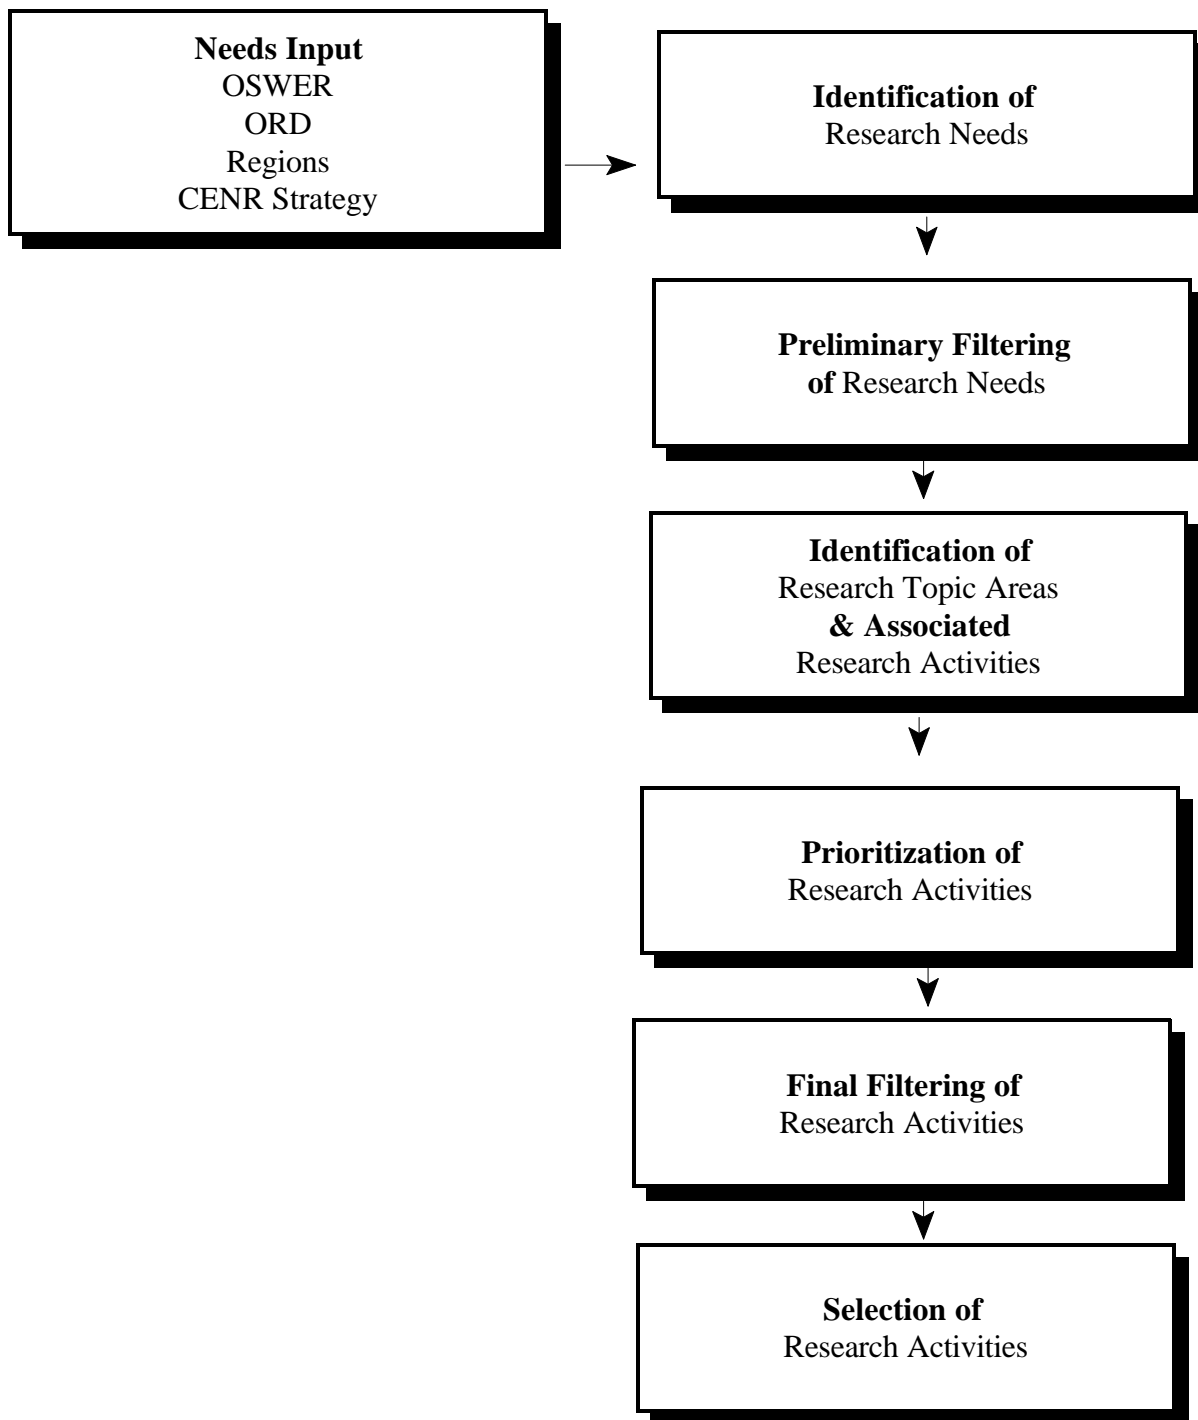 Needs Input
OSWER
ORD
Regions
CENR Strategy
Identification of
Research Needs
Preliminary Filtering
of Research Needs
Identification of
Research Topic Areas
& Associated
Research Activities
Prioritization of
Research Activities
Final Filtering of
Research Activities
Selection of
Research Activities